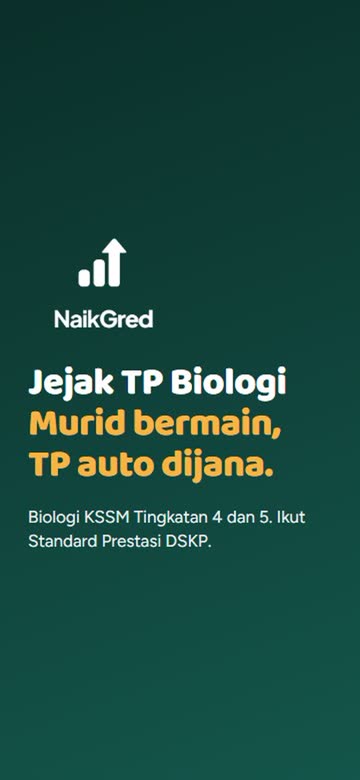 NaikGred
Jejak TP Biologi
Murid bermain,
TP auto dijana.
Biologi KSSM Tingkatan 4 dan 5. Ikut
Standard Prestasi DSKP.